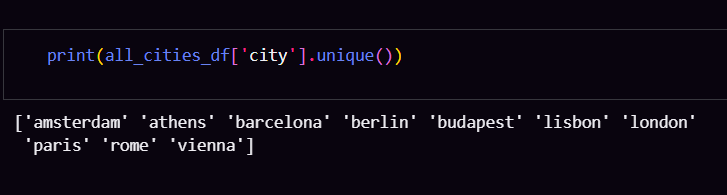 print(all_cities_df['city'].unique())
['amsterdam' 'athens' 'barcelona' 'berlin' 'budapest' 'lisbon' 'london'
'paris' 'rome' 'vienna']